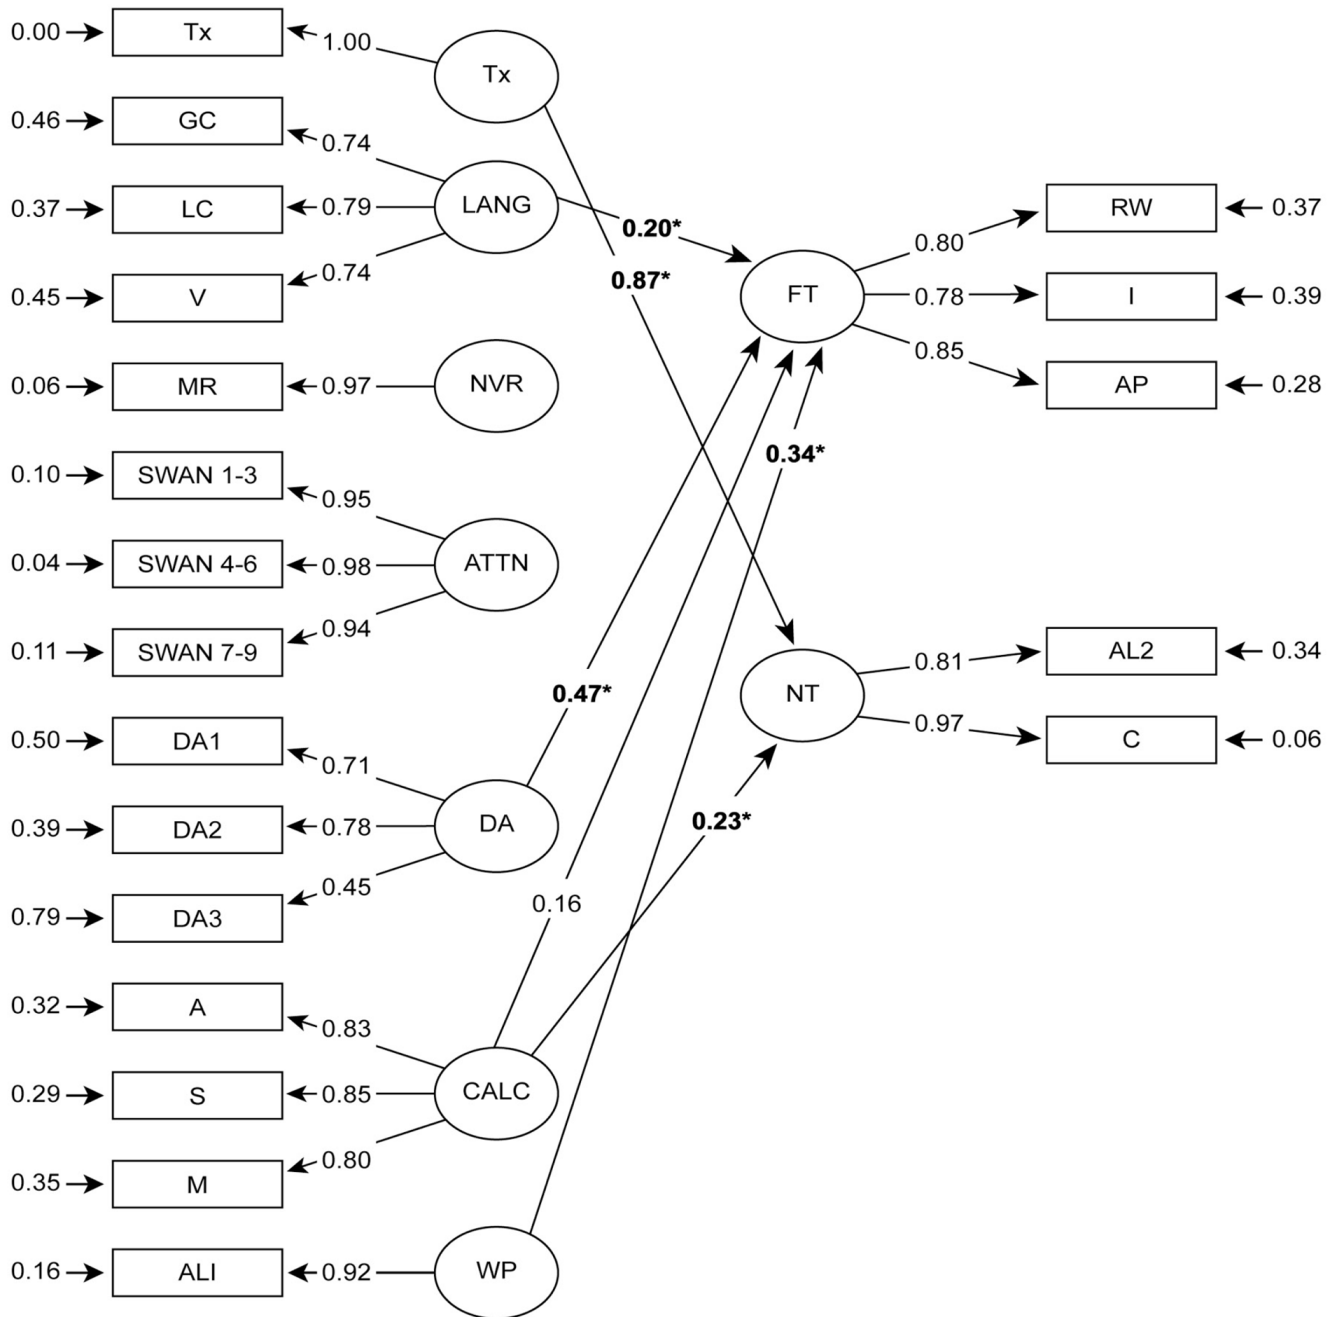 0.00 Tx 1.00 Tx
0.46 GC 0.74
0.37 LC 0.79 LANG 0.20* RW 0.37
0.80
0.45 V 0.74 0.87* FT 0.78 I 0.39
0.85
0.06 MR 0.97 NVR AP 0.28
0.34*
0.10 SWAN 1-3 0.95
0.04 SWAN 4-6 0.98 ATTN
0.11 SWAN 7-9 0.94 AL2 0.34
0.81
0.47* NT
0.97
0.50 DA1 0.71 C 0.06
0.39 DA2 0.78 DA 0.23*
0.45
0.79 DA3 0.16
0.32 A 0.83
0.29 S 0.85 CALC
0.35 M 0.80
0.16 ALI 0.92 WP